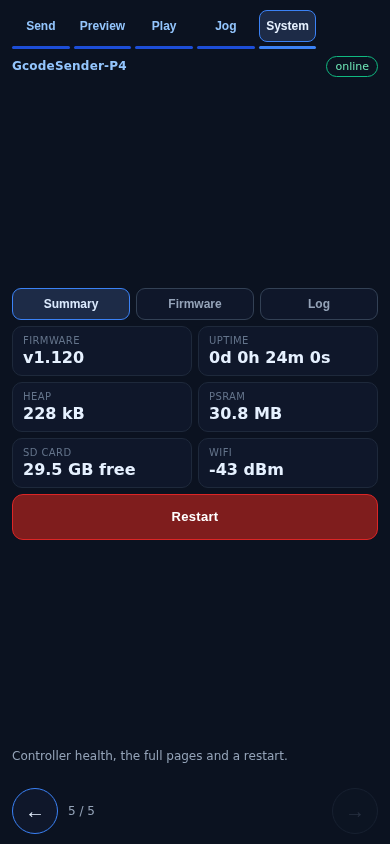 Send Preview Play Jog System
GcodeSender-P4 online
Summary Firmware Log
FIRMWARE UPTIME
v1.120 0d 0h 24m 0s
HEAP PSRAM
228 kB 30.8 MB
SD CARD WIFI
29.5 GB free -43 dBm
Restart
Controller health, the full pages and a restart.
← 5 / 5 →